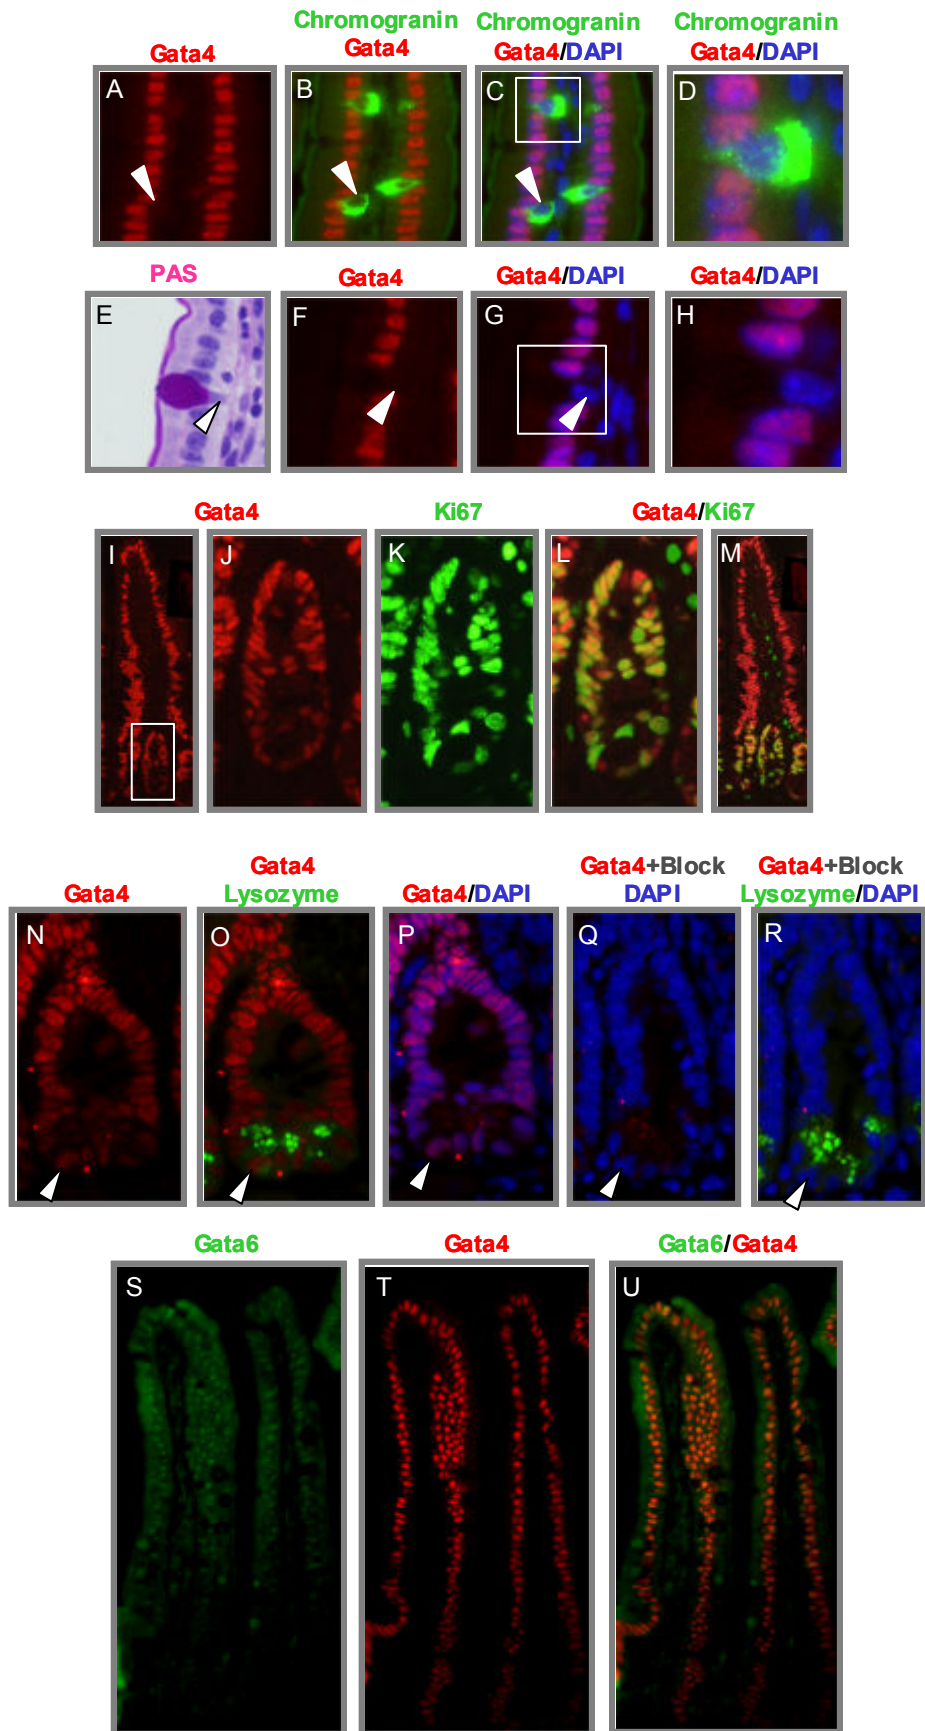 Chromogranin Chromogranin Chromogranin
Gata4 Gata4 Gata4/DAPI Gata4/DAPI
A B C D
PAS Gata4 Gata4/DAPI Gata4/DAPI
E F G H
Gata4 Ki67 Gata4/Ki67
I J K L M
Gata4 Gata4+Block Gata4+Block
Gata4 Lysozyme Gata4/DAPI DAPI Lysozyme/DAPI
N O P Q R
Gata6 Gata4 Gata6/Gata4
S T U